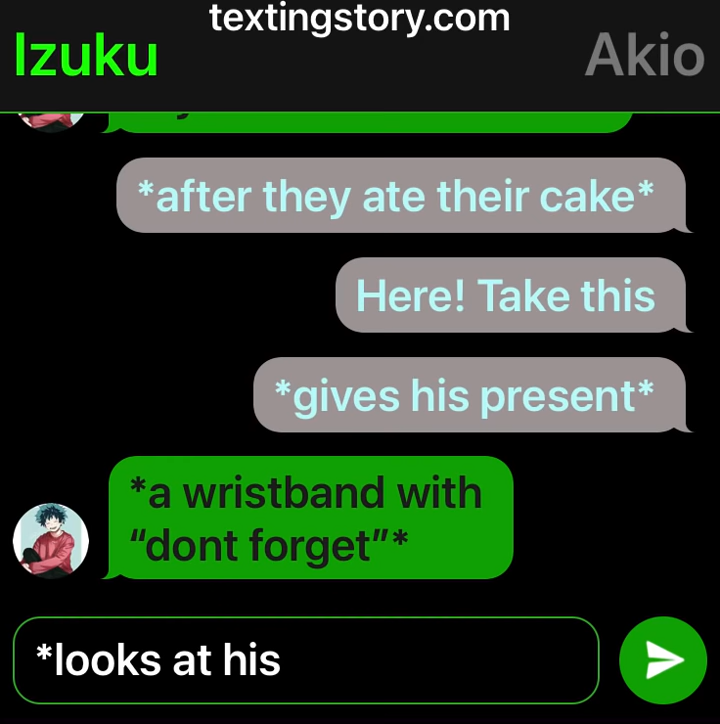 textingstory.com
Izuku
Akio
*after they ate their cake*
Here! Take this
*gives his present*
*a wristband with
“dont forget”*
*looks at his